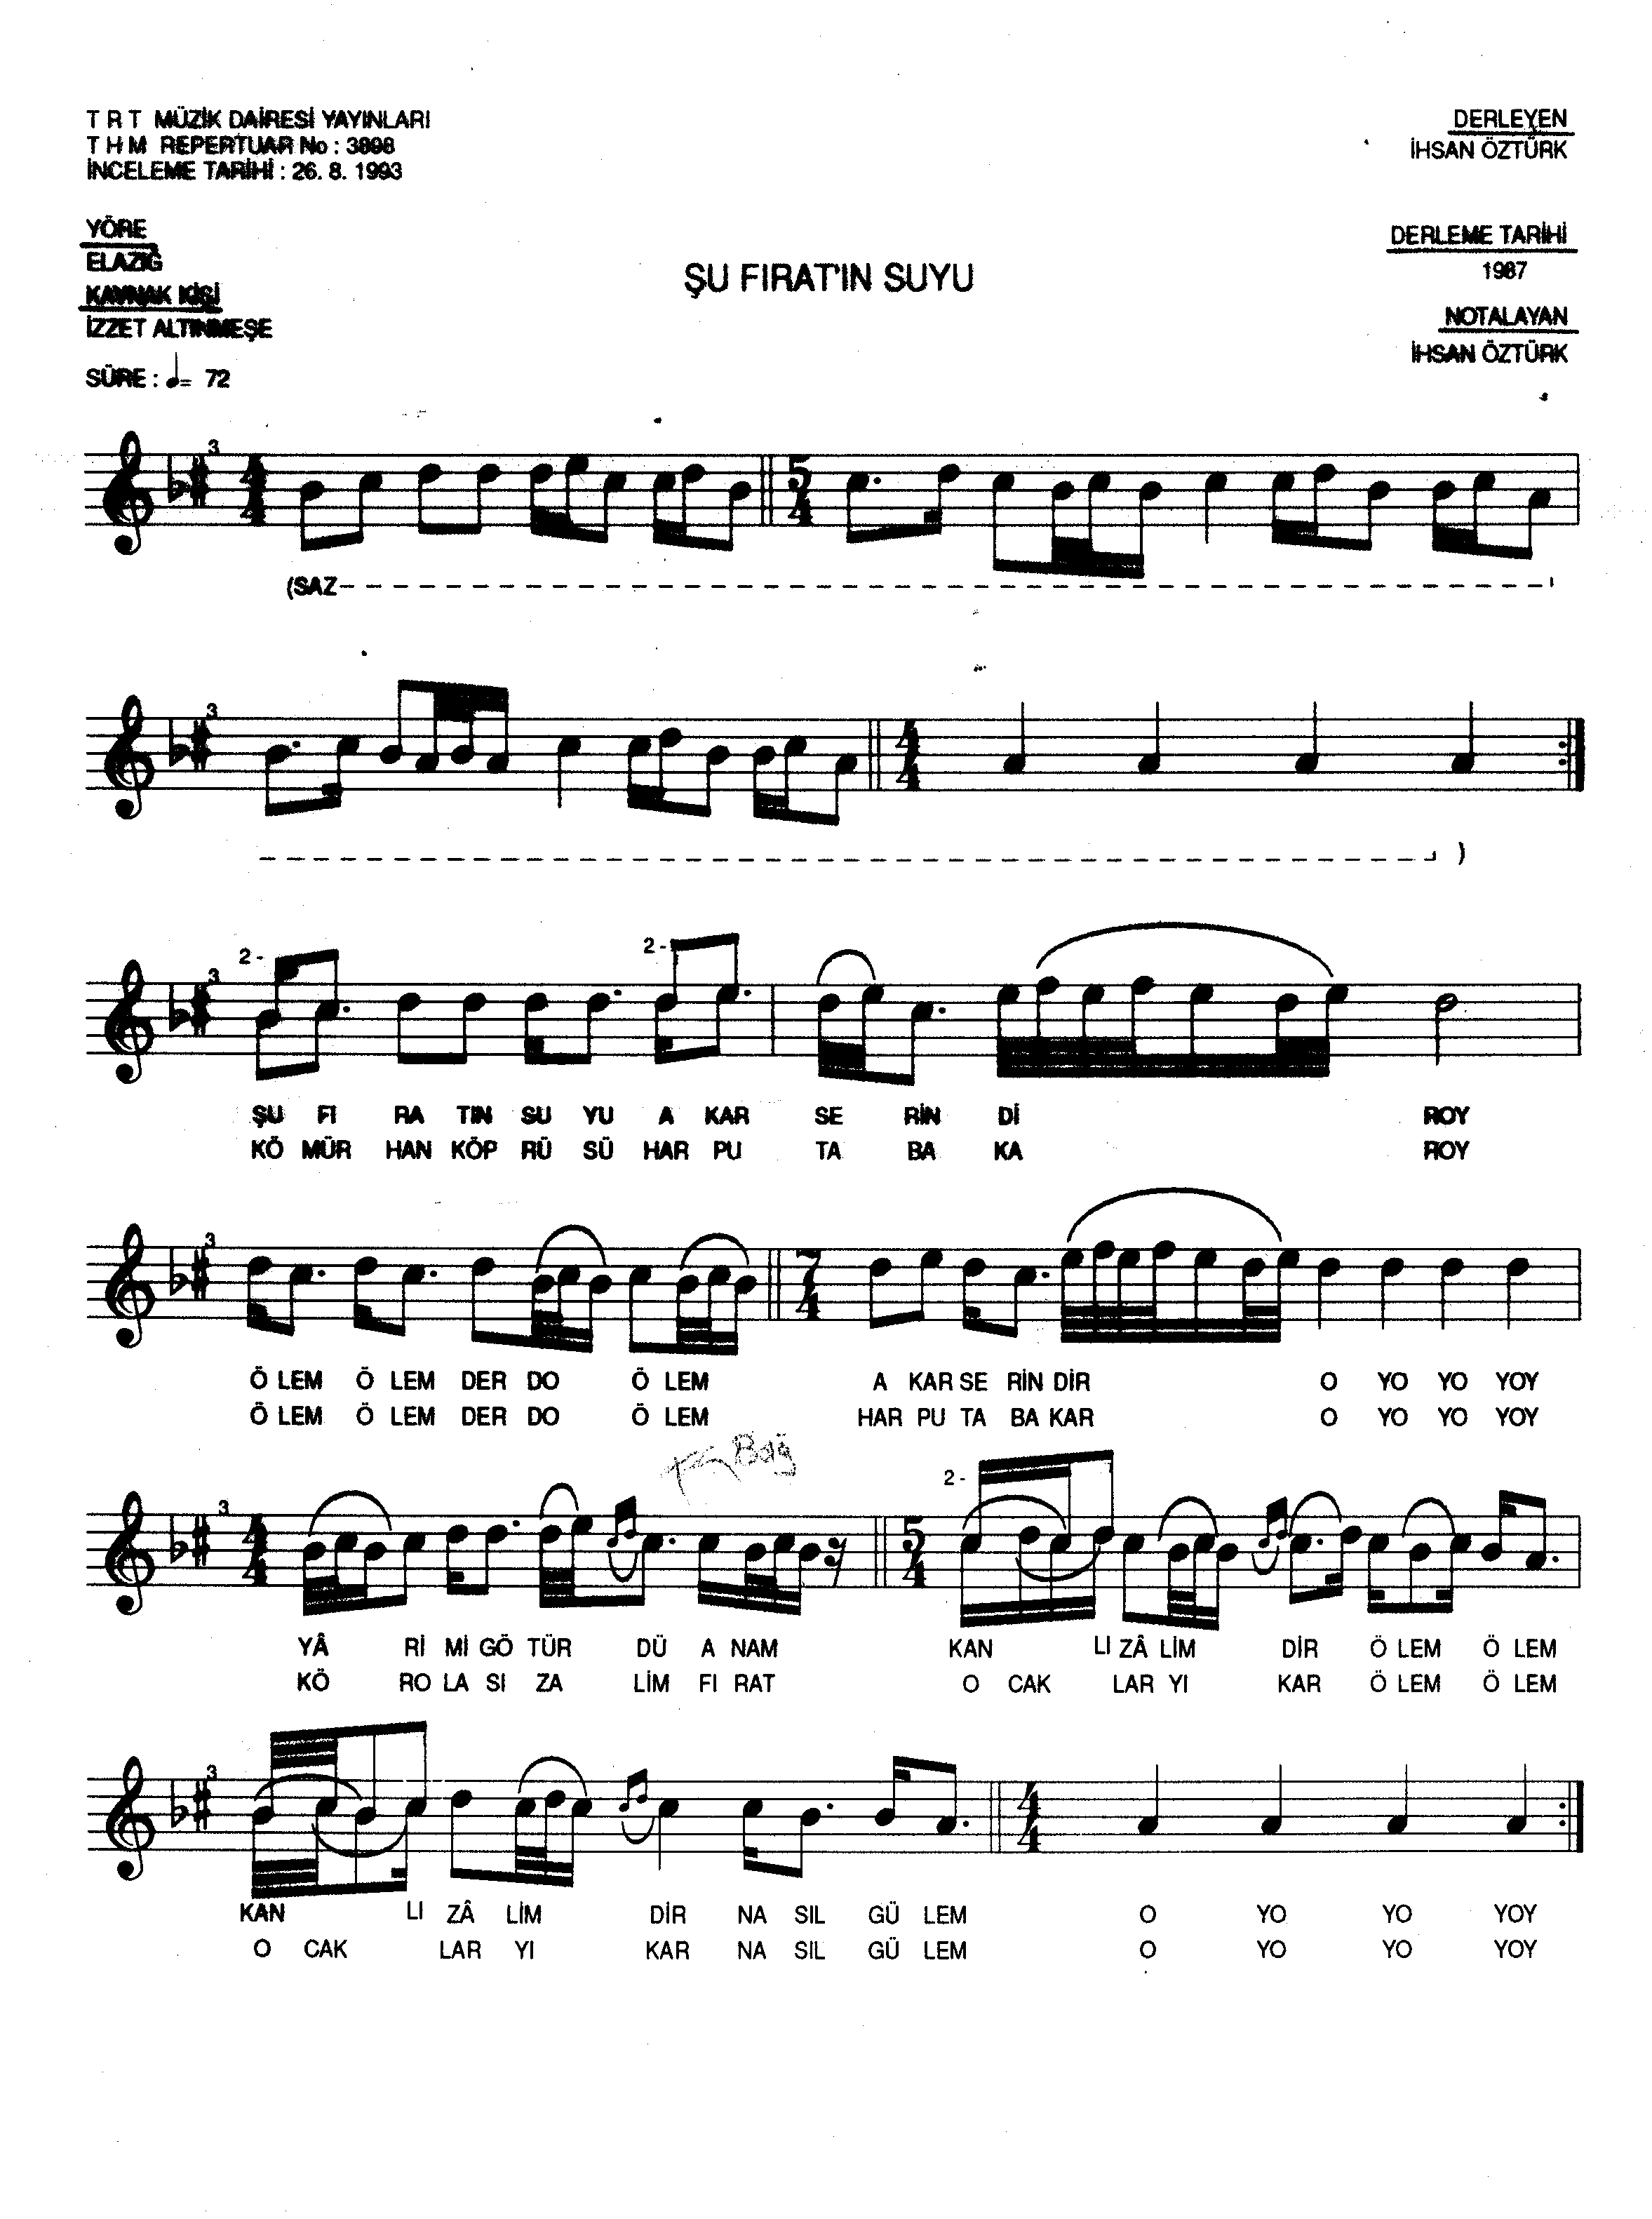 T R T MÜZİK DAİRESİ YAYINLARI
T H M REPERTUAR No : 3898
İNCELEME TARİHİ : 26. 8. 1993
DERLEYEN
İHSAN ÖZTÜRK
YÖRE
ELAZIĞ
KAYNAK KİŞİ
İZZET ALTINMEŞE
SÜRE : ♩= 72
ŞU FIRAT'IN SUYU
DERLEME TARİHİ
1987
NOTALAYAN
İHSAN ÖZTÜRK
3 4 4 5 4
(SAZ
3 4 4
)
2 - 3 2 -
ŞU FI RA TIN SU YU A KAR SE RİN Dİ ROY
KÖ MÜR HAN KÖP RÜ SÜ HAR PU TA BA KA ROY
3 7 4
Ö LEM Ö LEM DER DO Ö LEM A KAR SE RİN DİR O YO YO YOY
Ö LEM Ö LEM DER DO Ö LEM HAR PU TA BA KAR O YO YO YOY
Bağ
3 4 4 2 - 5 4
YÂ Rİ Mİ GÖ TÜR DÜ A NAM KAN LI ZÂ LİM DİR Ö LEM Ö LEM
KÖ RO LA SI ZA LİM FI RAT O CAK LAR YI KAR Ö LEM Ö LEM
3 4 4
KAN LI ZÂ LİM DİR NA SIL GÜ LEM O YO YO YOY
O CAK LAR YI KAR NA SIL GÜ LEM O YO YO YOY